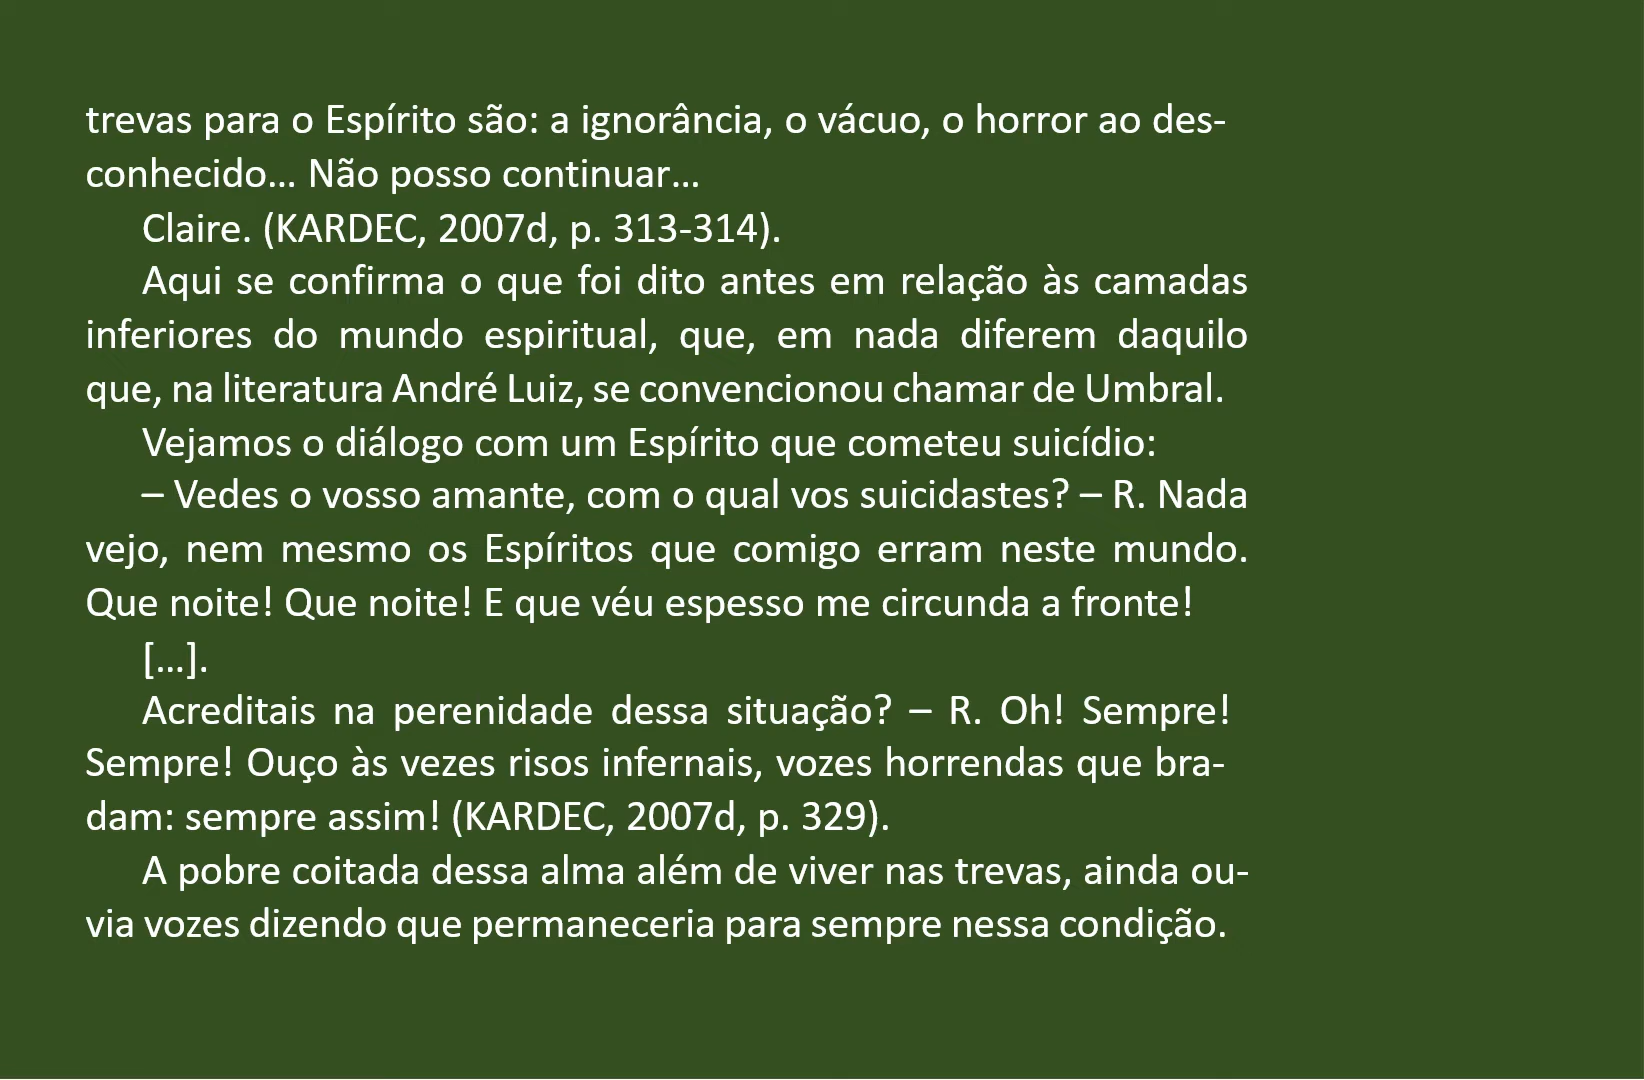 trevas para o Espírito são: a ignorância, o vácuo, o horror ao des-
conhecido... Não posso continuar...
Claire. (KARDEC, 2007d, p. 313-314).
Aqui se confirma o que foi dito antes em relação às camadas
inferiores do mundo espiritual, que, em nada diferem daquilo
que, na literatura André Luiz, se convencionou chamar de Umbral.
Vejamos o diálogo com um Espírito que cometeu suicídio:
– Vedes o vosso amante, com o qual vos suicidastes? – R. Nada
vejo, nem mesmo os Espíritos que comigo erram neste mundo.
Que noite! Que noite! E que véu espesso me circunda a fronte!
[...].
Acreditais na perenidade dessa situação? – R. Oh! Sempre!
Sempre! Ouço às vezes risos infernais, vozes horrendas que bra-
dam: sempre assim! (KARDEC, 2007d, p. 329).
A pobre coitada dessa alma além de viver nas trevas, ainda ou-
via vozes dizendo que permaneceria para sempre nessa condição.